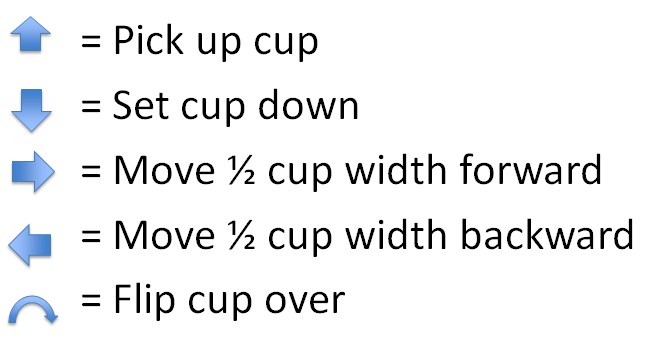 = Pick up cup
= Set cup down
= Move ½ cup width forward
= Move ½ cup width backward
= Flip cup over